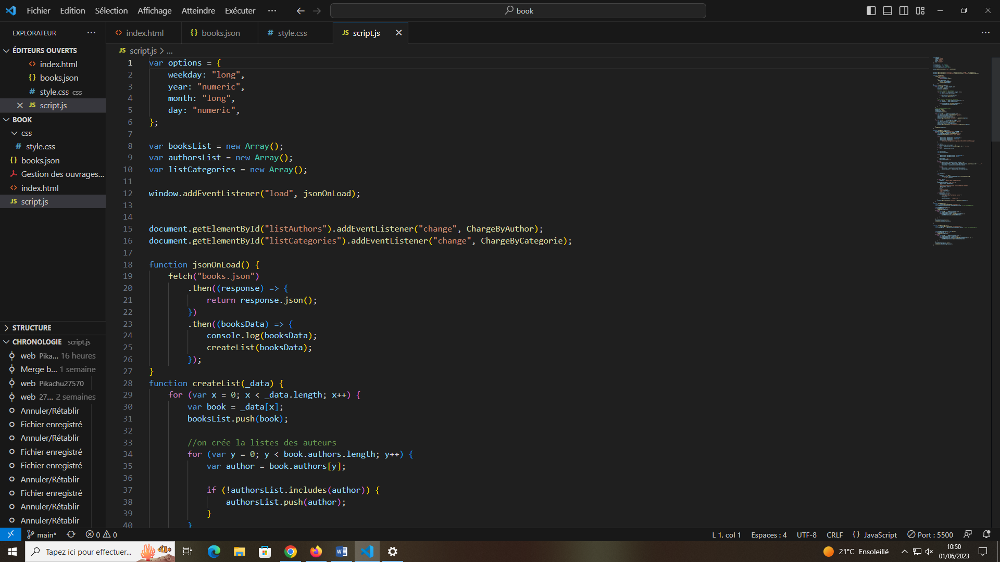 Fichier Edition Sélection Affichage Atteindre Exécuter ··· book
EXPLORATEUR ···
ÉDITEURS OUVERTS
index.html
books.json
style.css css
script.js
BOOK
css
style.css
books.json
Gestion des ouvrages...
index.html
script.js
STRUCTURE
CHRONOLOGIE script.js
web Pika... 16 heures
Merge b... 1 semaine
web Pikachu27570
web 27... 2 semaines
Annuler/Rétablir
Fichier enregistré
Annuler/Rétablir
Fichier enregistré
Fichier enregistré
Annuler/Rétablir
Fichier enregistré
Annuler/Rétablir
Annuler/Rétablir
index.html books.json style.css script.js
JS script.js > ...
1 var options = {
2 weekday: "long",
3 year: "numeric",
4 month: "long",
5 day: "numeric",
6 };
7
8 var booksList = new Array();
9 var authorsList = new Array();
10 var listCategories = new Array();
11
12 window.addEventListener("load", jsonOnLoad);
13
14
15 document.getElementById("listAuthors").addEventListener("change", ChargeByAuthor);
16 document.getElementById("listCategories").addEventListener("change", ChargeByCategorie);
17
18 function jsonOnLoad() {
19 fetch("books.json")
20 .then((response) => {
21 return response.json();
22 })
23 .then((booksData) => {
24 console.log(booksData);
25 createList(booksData);
26 });
27 }
28 function createList(_data) {
29 for (var x = 0; x < _data.length; x++) {
30 var book = _data[x];
31 booksList.push(book);
32
33 //on crée la listes des auteurs
34 for (var y = 0; y < book.authors.length; y++) {
35 var author = book.authors[y];
36
37 if (!authorsList.includes(author)) {
38 authorsList.push(author);
39 }
40 }
main* 0 0 L 1, col 1 Espaces : 4 UTF-8 CRLF {} JavaScript Port : 5500
Tapez ici pour effectuer... 21°C Ensoleillé 10:50
01/06/2023